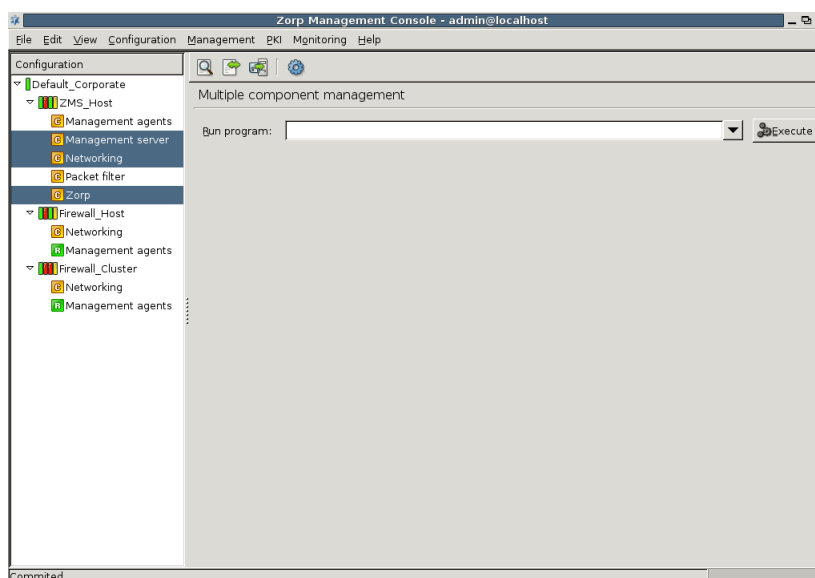 Zorp Management Console - admin@localhost
File Edit View Configuration Management PKI Monitoring Help
Configuration
Default_Corporate
ZMS_Host
Management agents
Management server
Networking
Packet filter
Zorp
Firewall_Host
Networking
Management agents
Firewall_Cluster
Networking
Management agents
Multiple component management
Run program:
Execute
Commited